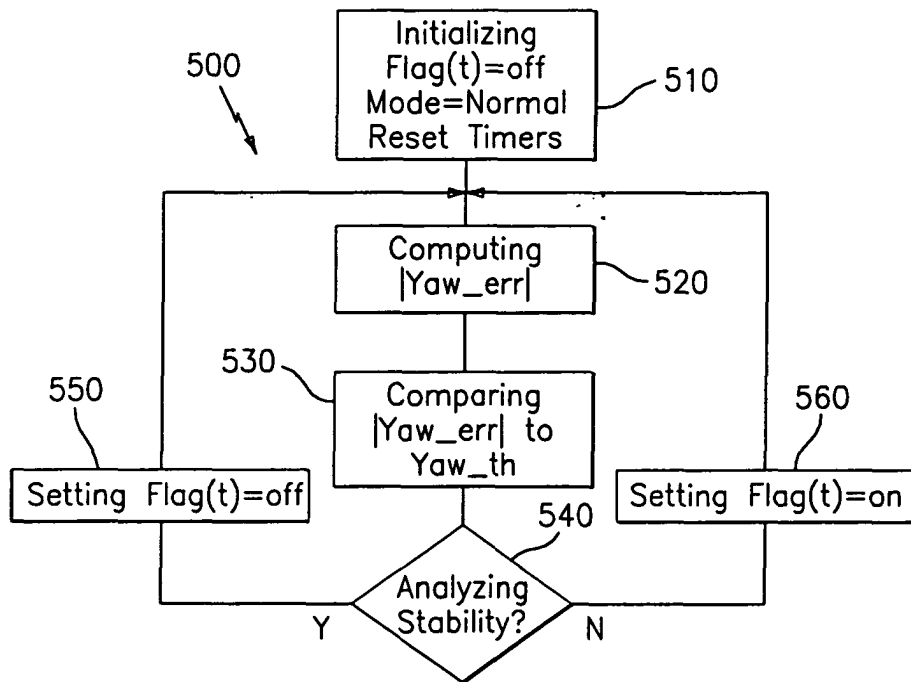 500
Initializing
Flag(t)=off
Mode=Normal
Reset Timers
510
Computing
|Yaw_err|
520
530
Comparing
|Yaw_err| to
Yaw_th
550
Setting Flag(t)=off
560
Setting Flag(t)=on
540
Analyzing
Stability?
Y
N